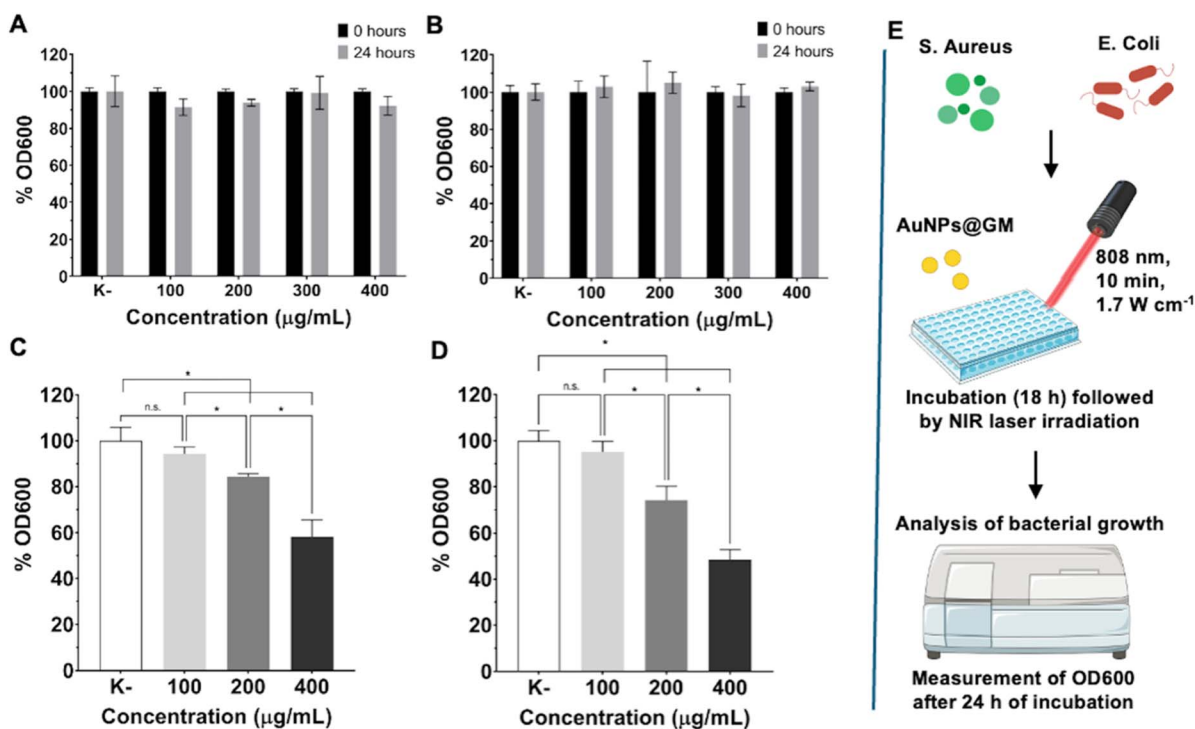 A
0 hours
24 hours
% OD600
120
100
80
60
40
20
0
K- 100 200 300 400
Concentration (µg/mL)
B
0 hours
24 hours
% OD600
120
100
80
60
40
20
0
K- 100 200 300 400
Concentration (µg/mL)
C
*
n.s. * *
% OD600
120
100
80
60
40
20
0
K- 100 200 400
Concentration (µg/mL)
D
*
n.s. * *
% OD600
120
100
80
60
40
20
0
K- 100 200 400
Concentration (µg/mL)
E
S. Aureus
E. Coli
AuNPs@GM
808 nm,
10 min,
1.7 W cm⁻¹
Incubation (18 h) followed
by NIR laser irradiation
Analysis of bacterial growth
Measurement of OD600
after 24 h of incubation